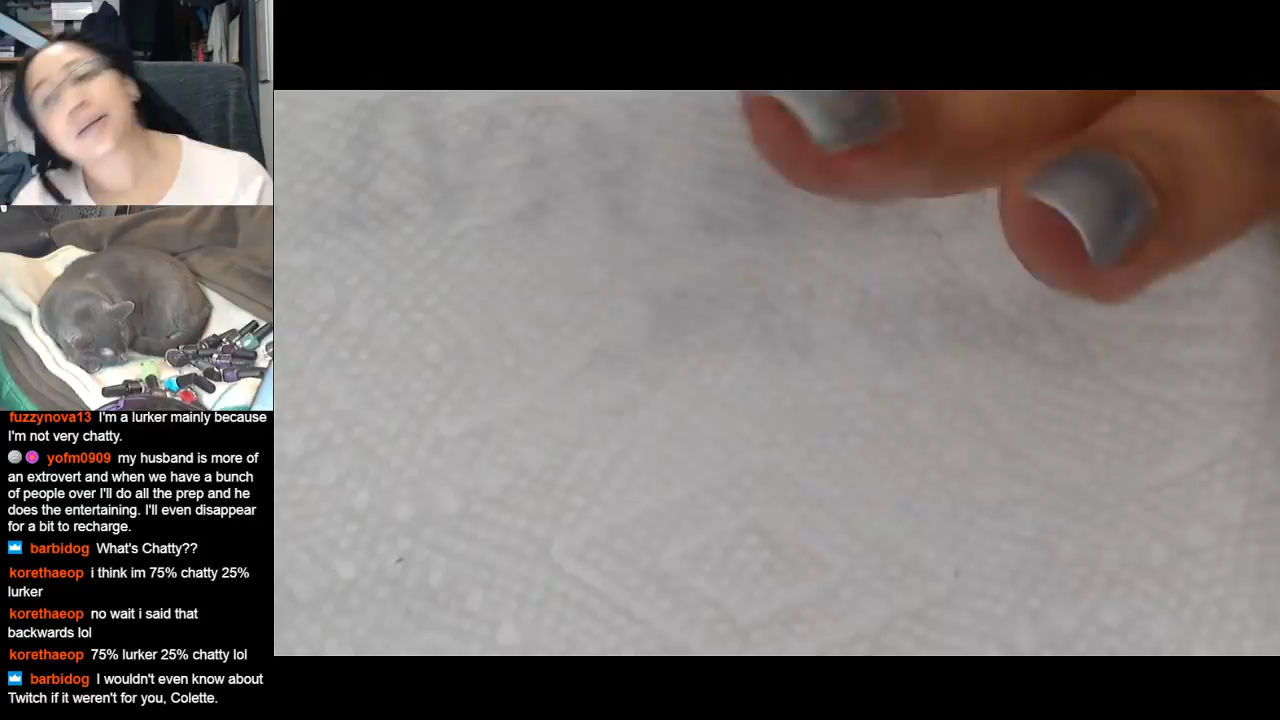 fuzzynova13 I'm a lurker mainly because
I'm not very chatty.
yofm0909 my husband is more of
an extrovert and when we have a bunch
of people over I'll do all the prep and he
does the entertaining. I'll even disappear
for a bit to recharge.
barbidog What's Chatty??
korethaeop i think im 75% chatty 25%
lurker
korethaeop no wait i said that
backwards lol
korethaeop 75% lurker 25% chatty lol
barbidog I wouldn't even know about
Twitch if it weren't for you, Colette.